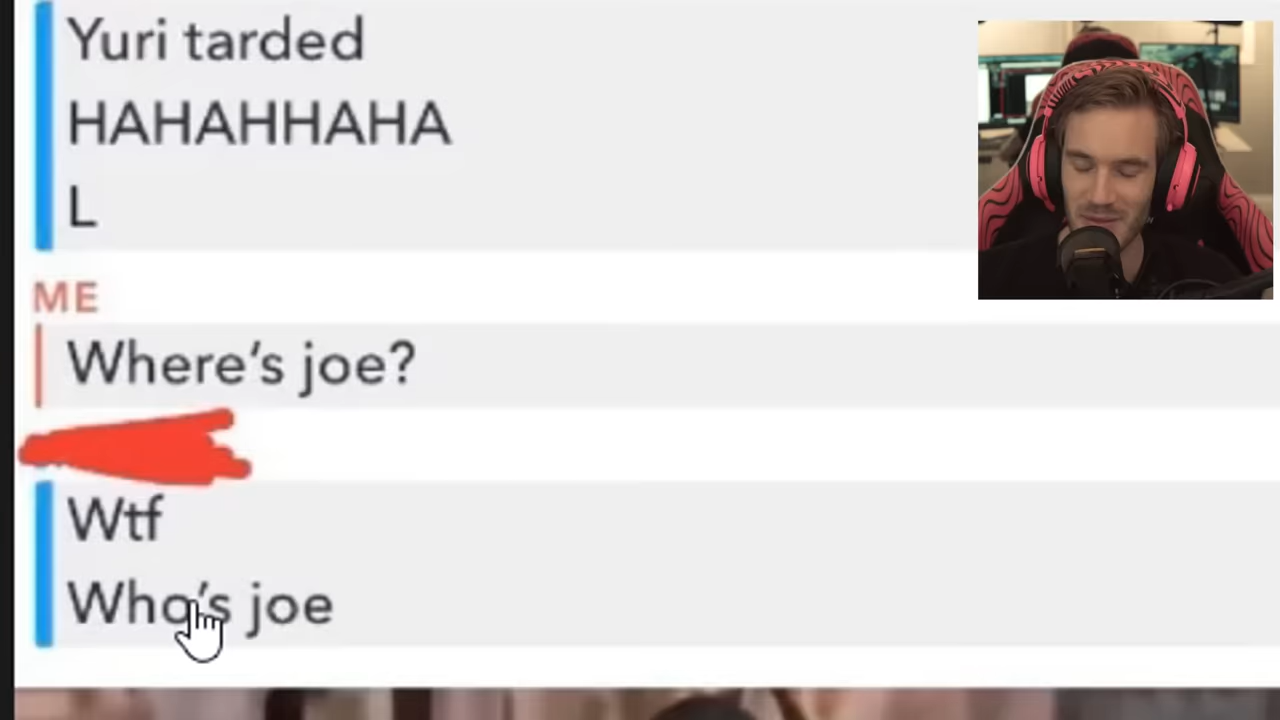 Yuri tarded
HAHAHHAHA
L
ME
Where's joe?
Wtf
Who's joe